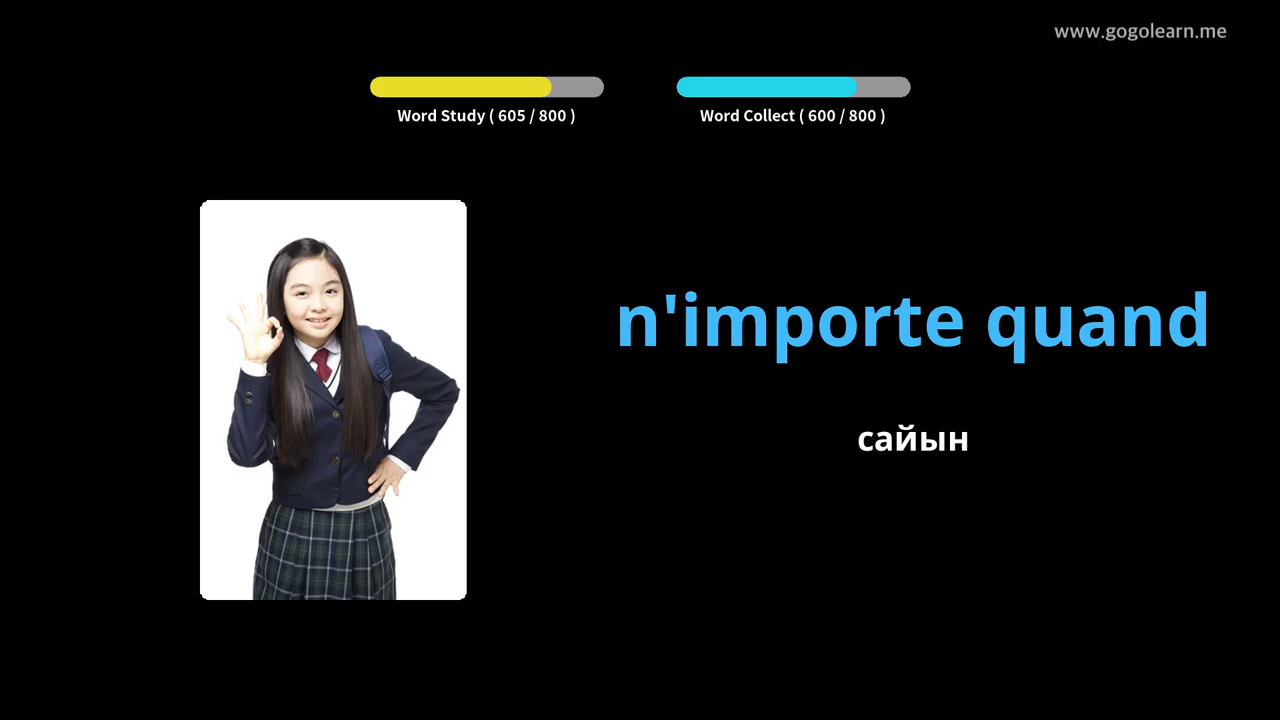 www.gogolearn.me
Word Study ( 605 / 800 )
Word Collect ( 600 / 800 )
n'importe quand
сайын